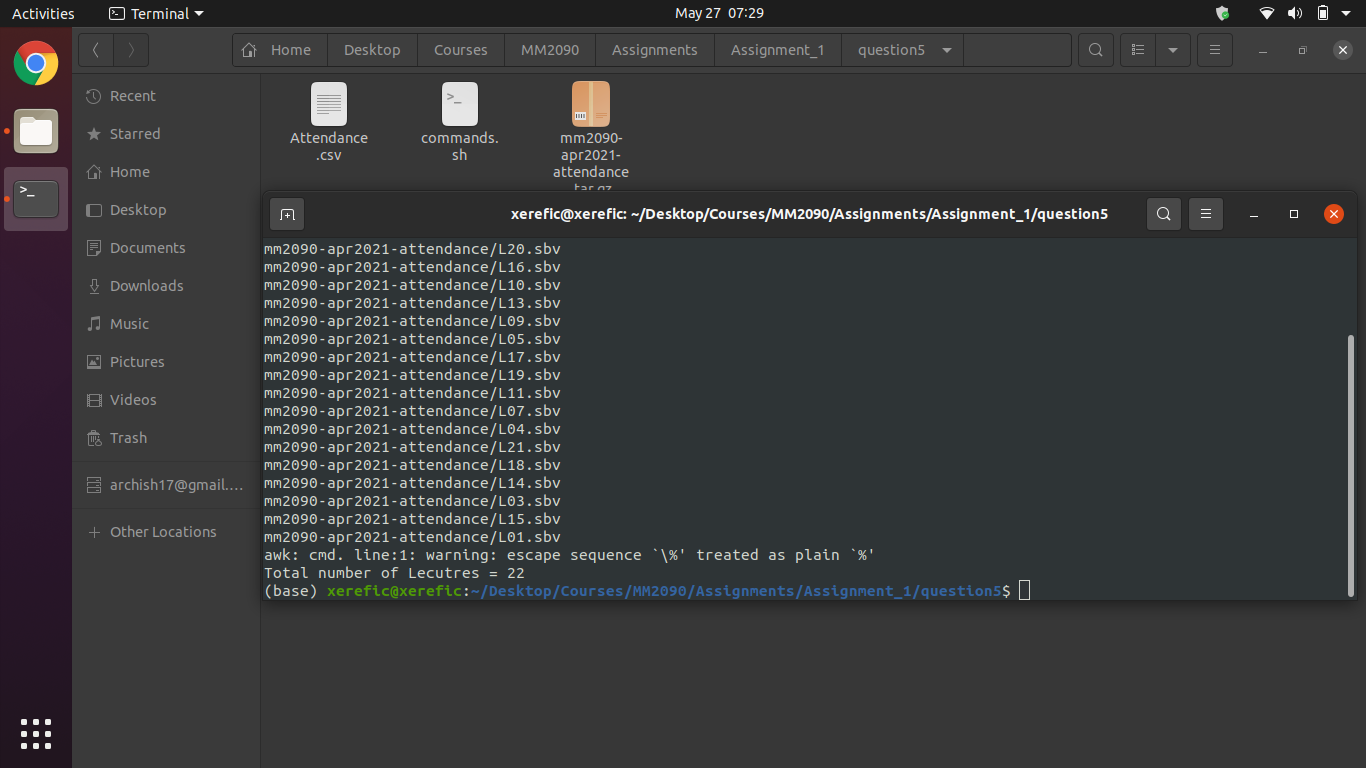 Activities
Terminal
May 27 07:29
Home
Desktop
Courses
MM2090
Assignments
Assignment_1
question5
Recent
Starred
Home
Desktop
Documents
Downloads
Music
Pictures
Videos
Trash
archish17@gmail....
Other Locations
Attendance
.csv
commands.
sh
mm2090-
apr2021-
attendance
.tar.gz
xerefic@xerefic: ~/Desktop/Courses/MM2090/Assignments/Assignment_1/question5
mm2090-apr2021-attendance/L20.sbv
mm2090-apr2021-attendance/L16.sbv
mm2090-apr2021-attendance/L10.sbv
mm2090-apr2021-attendance/L13.sbv
mm2090-apr2021-attendance/L09.sbv
mm2090-apr2021-attendance/L05.sbv
mm2090-apr2021-attendance/L17.sbv
mm2090-apr2021-attendance/L19.sbv
mm2090-apr2021-attendance/L11.sbv
mm2090-apr2021-attendance/L07.sbv
mm2090-apr2021-attendance/L04.sbv
mm2090-apr2021-attendance/L21.sbv
mm2090-apr2021-attendance/L18.sbv
mm2090-apr2021-attendance/L14.sbv
mm2090-apr2021-attendance/L03.sbv
mm2090-apr2021-attendance/L15.sbv
mm2090-apr2021-attendance/L01.sbv
awk: cmd. line:1: warning: escape sequence `\%' treated as plain `%'
Total number of Lecutres = 22
(base) xerefic@xerefic:~/Desktop/Courses/MM2090/Assignments/Assignment_1/question5$